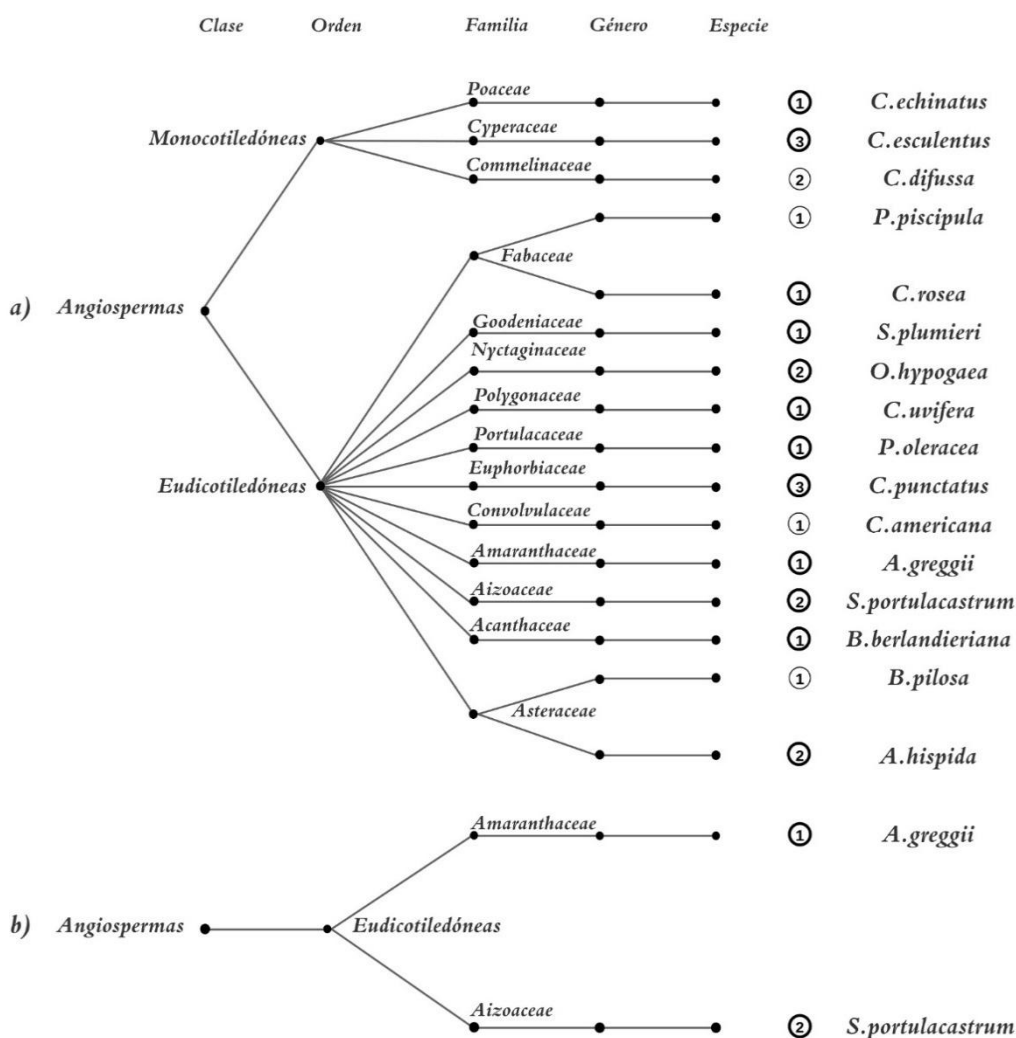 Clase Orden Familia Género Especie
Poaceae 1 C.echinatus
Monocotiledóneas Cyperaceae 3 C.esculentus
Commelinaceae 2 C.difussa
1 P.piscipula
Fabaceae
1 C.rosea
a) Angiospermas
Goodeniaceae 1 S.plumieri
Nyctaginaceae 2 O.hypogaea
Polygonaceae 1 C.uvifera
Portulacaceae 1 P.oleracea
Eudicotiledóneas Euphorbiaceae 3 C.punctatus
Convolvulaceae 1 C.americana
Amaranthaceae 1 A.greggii
Aizoaceae 2 S.portulacastrum
Acanthaceae 1 B.berlandieriana
1 B.pilosa
Asteraceae
2 A.hispida
Amaranthaceae 1 A.greggii
b) Angiospermas Eudicotiledóneas
Aizoaceae 2 S.portulacastrum